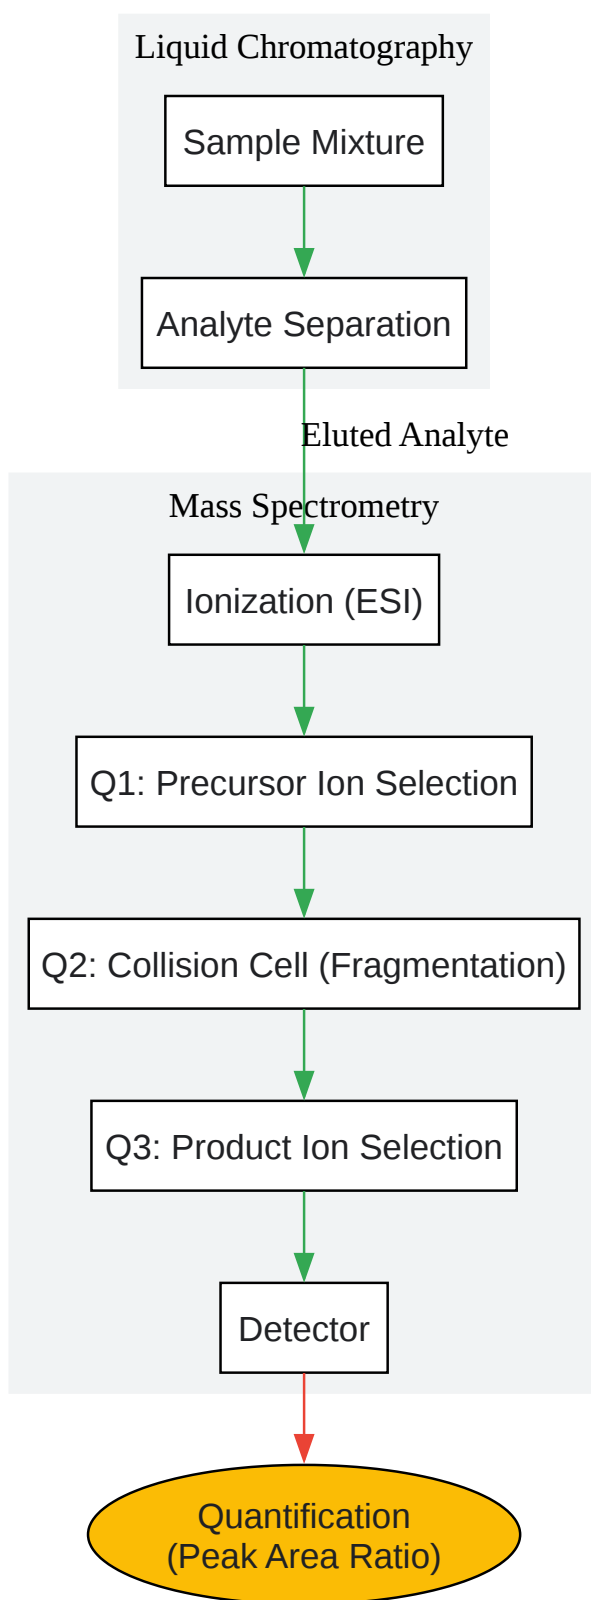 Liquid Chromatography
Sample Mixture
Analyte Separation
Eluted Analyte
Mass Spectrometry
Ionization (ESI)
Q1: Precursor Ion Selection
Q2: Collision Cell (Fragmentation)
Q3: Product Ion Selection
Detector
Quantification
(Peak Area Ratio)